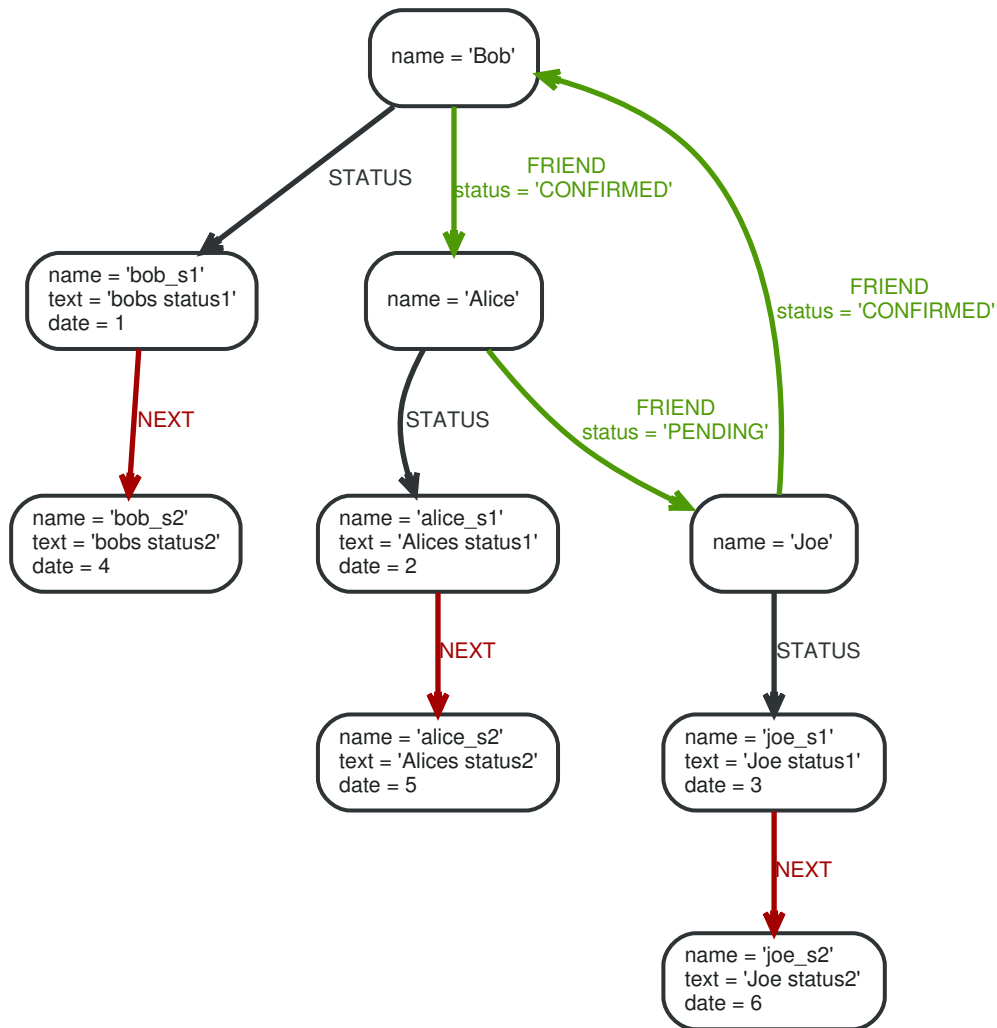 name = 'Bob'
STATUS
FRIEND
status = 'CONFIRMED'
name = 'bob_s1'
text = 'bobs status1'
date = 1
name = 'Alice'
FRIEND
status = 'CONFIRMED'
NEXT
STATUS
FRIEND
status = 'PENDING'
name = 'bob_s2'
text = 'bobs status2'
date = 4
name = 'alice_s1'
text = 'Alices status1'
date = 2
name = 'Joe'
NEXT
STATUS
name = 'alice_s2'
text = 'Alices status2'
date = 5
name = 'joe_s1'
text = 'Joe status1'
date = 3
NEXT
name = 'joe_s2'
text = 'Joe status2'
date = 6